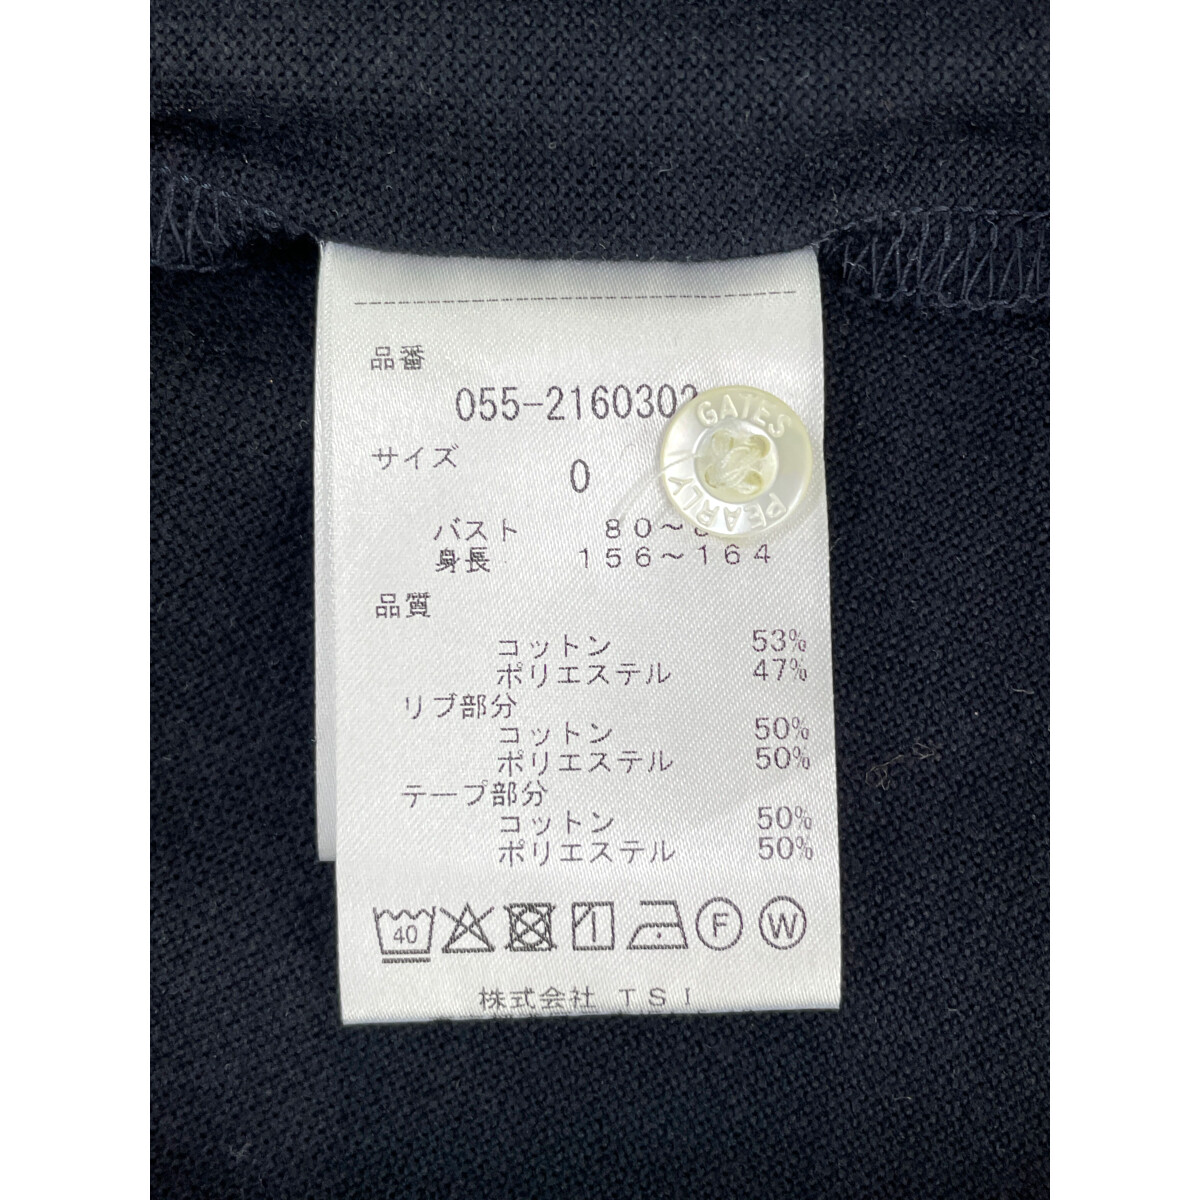 品番
055-2160302
サイズ
0
GATES
PEARLY
バスト 80~
身長 156~164
品質
コットン 53%
ポリエステル 47%
リブ部分
コットン 50%
ポリエステル 50%
テープ部分
コットン 50%
ポリエステル 50%
40
F
W
株式会社 TSI